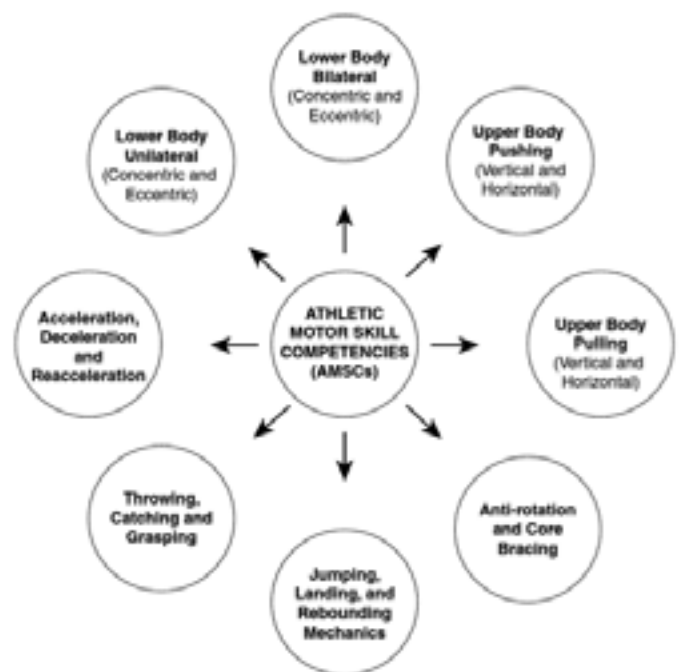 Lower Body
Bilateral
(Concentric and
Eccentric)
Upper Body
Pushing
(Vertical and
Horizontal)
Upper Body
Pulling
(Vertical and
Horizontal)
Anti-rotation
and Core
Bracing
Jumping,
Landing, and
Rebounding
Mechanics
Throwing,
Catching and
Grasping
Acceleration,
Deceleration
and
Reacceleration
Lower Body
Unilateral
(Concentric and
Eccentric)
ATHLETIC
MOTOR SKILL
COMPETENCIES
(AMSCs)